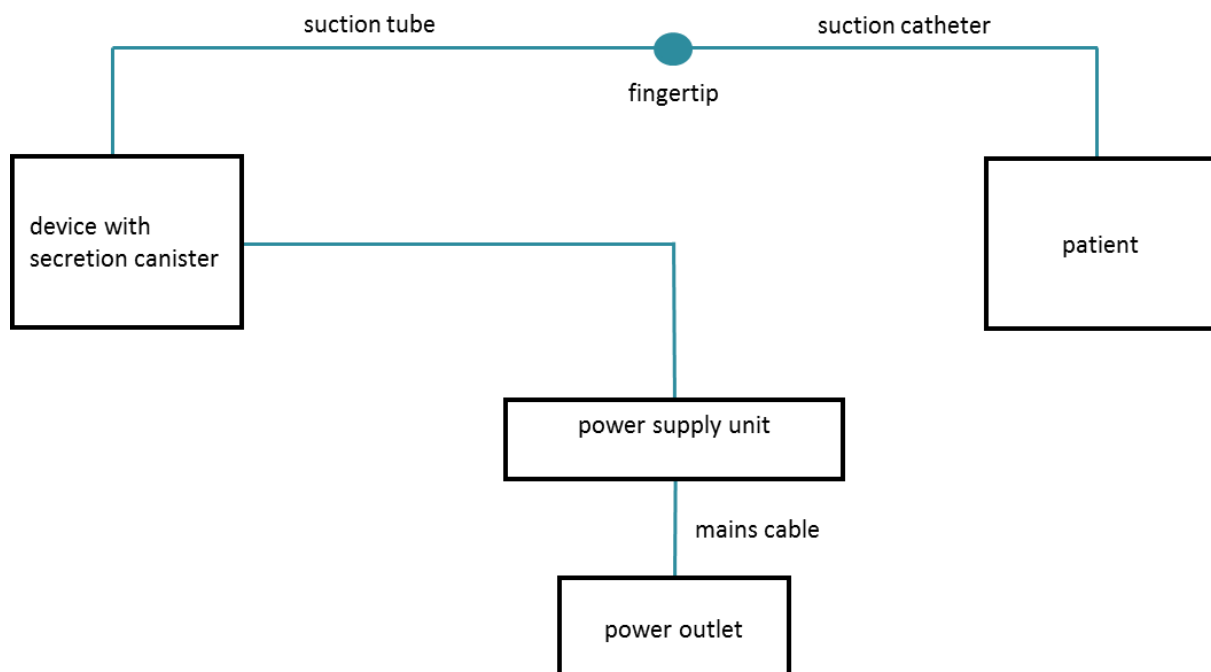 suction tube
suction catheter
fingertip
device with
secretion canister
patient
power supply unit
mains cable
power outlet